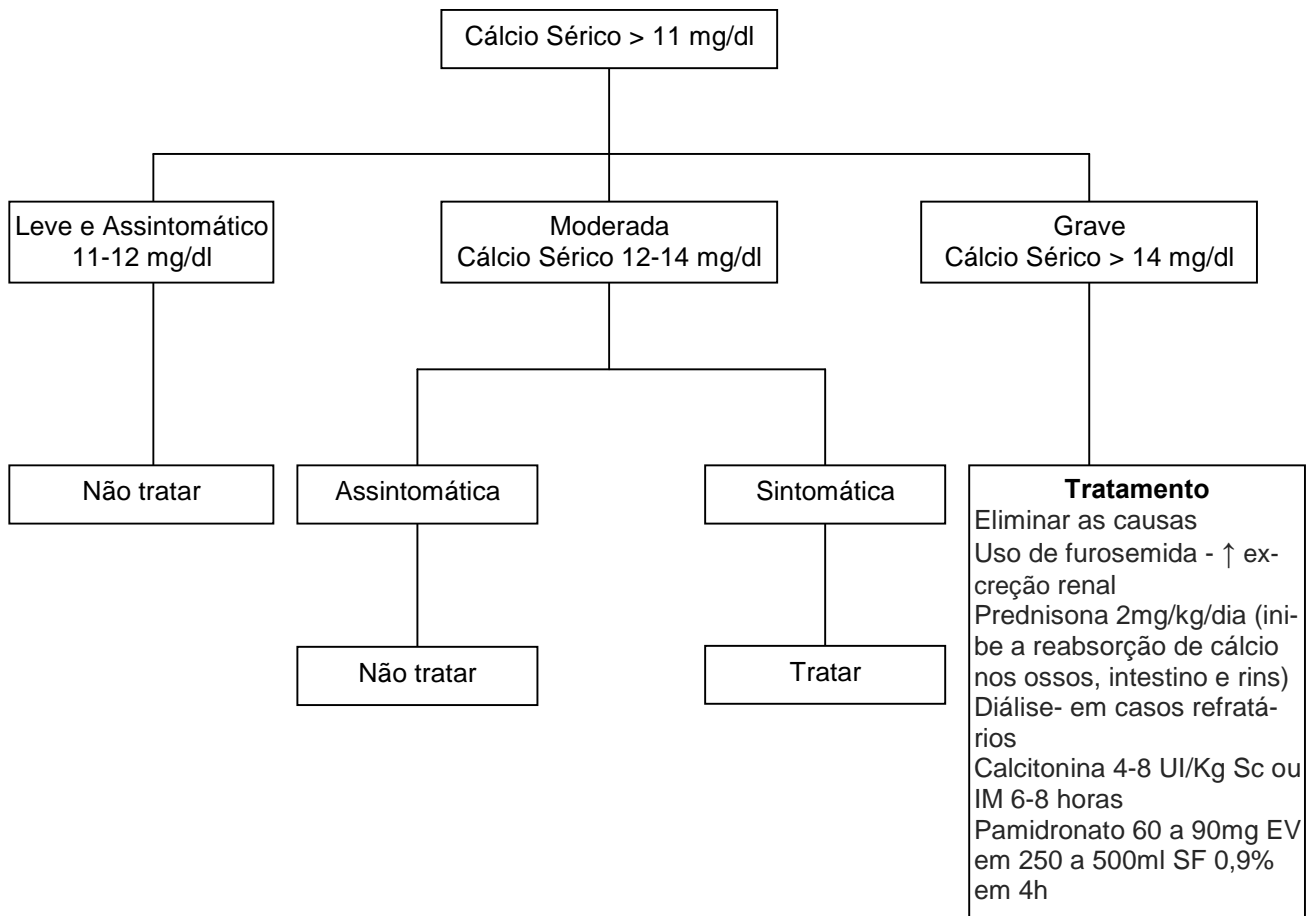 Cálcio Sérico > 11 mg/dl
Leve e Assintomático
11-12 mg/dl
Moderada
Cálcio Sérico 12-14 mg/dl
Grave
Cálcio Sérico > 14 mg/dl
Não tratar
Assintomática
Sintomática
Não tratar
Tratar
Tratamento
Eliminar as causas
Uso de furosemida - ↑ ex-
creção renal
Prednisona 2mg/kg/dia (ini-
be a reabsorção de cálcio
nos ossos, intestino e rins)
Diálise- em casos refratá-
rios
Calcitonina 4-8 UI/Kg Sc ou
IM 6-8 horas
Pamidronato 60 a 90mg EV
em 250 a 500ml SF 0,9%
em 4h